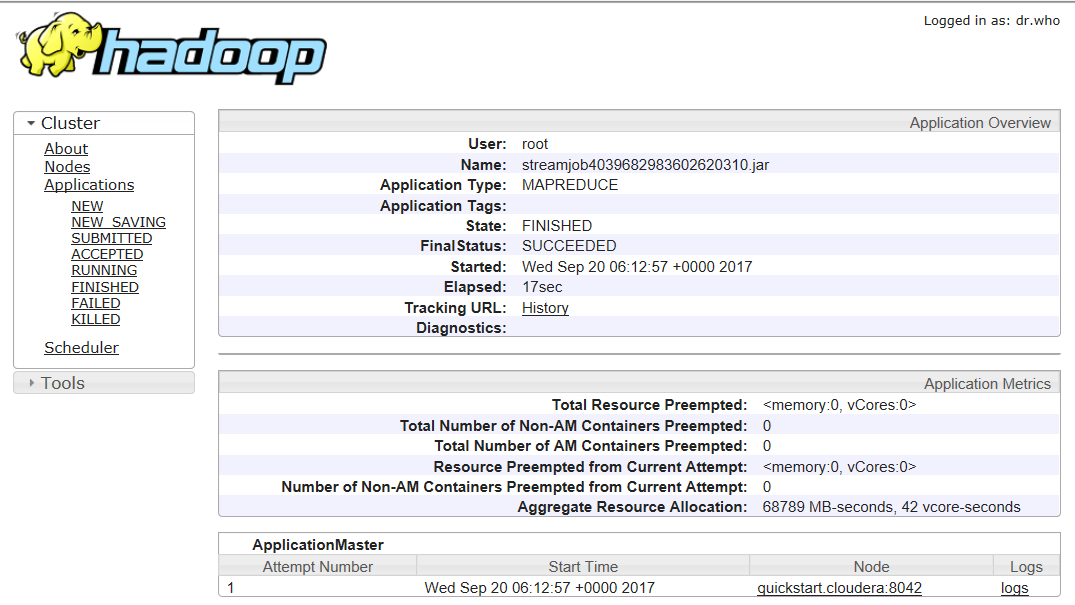 Logged in as: dr.who
hadoop
Cluster
About
Nodes
Applications
NEW
NEW_SAVING
SUBMITTED
ACCEPTED
RUNNING
FINISHED
FAILED
KILLED
Scheduler
Tools
Application Overview
User: root
Name: streamjob4039682983602620310.jar
Application Type: MAPREDUCE
Application Tags:
State: FINISHED
FinalStatus: SUCCEEDED
Started: Wed Sep 20 06:12:57 +0000 2017
Elapsed: 17sec
Tracking URL: History
Diagnostics:
Application Metrics
Total Resource Preempted: <memory:0, vCores:0>
Total Number of Non-AM Containers Preempted: 0
Total Number of AM Containers Preempted: 0
Resource Preempted from Current Attempt: <memory:0, vCores:0>
Number of Non-AM Containers Preempted from Current Attempt: 0
Aggregate Resource Allocation: 68789 MB-seconds, 42 vcore-seconds
ApplicationMaster
Attempt Number Start Time Node Logs
1 Wed Sep 20 06:12:57 +0000 2017 quickstart.cloudera:8042 logs